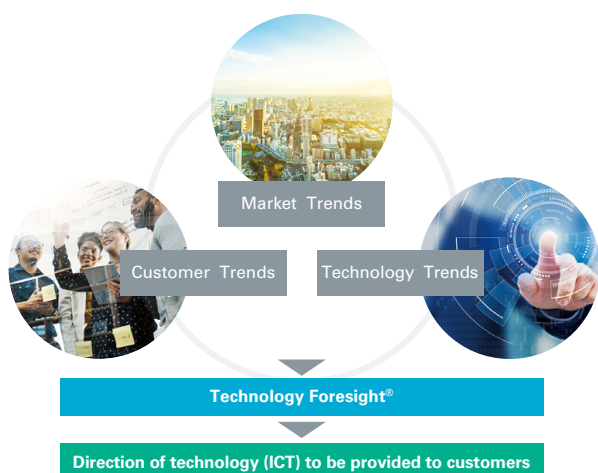 Market Trends
Customer Trends
Technology Trends
Technology Foresight®
Direction of technology (ICT) to be provided to customers